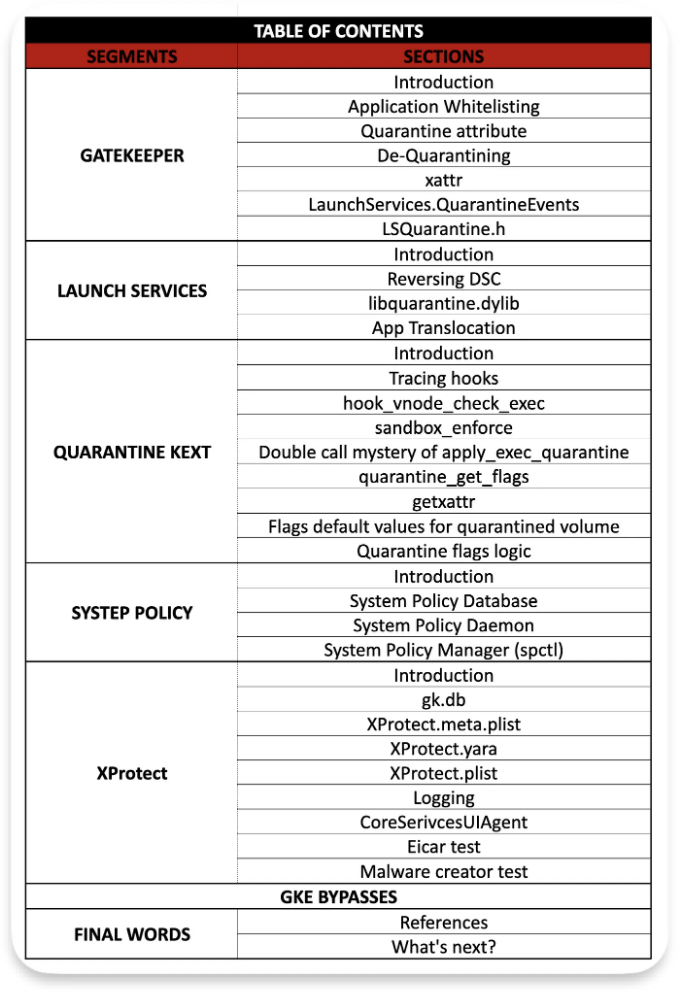 TABLE OF CONTENTS
SEGMENTS SECTIONS
GATEKEEPER
Introduction
Application Whitelisting
Quarantine attribute
De-Quarantining
xattr
LaunchServices.QuarantineEvents
LSQuarantine.h
LAUNCH SERVICES
Introduction
Reversing DSC
libquarantine.dylib
App Translocation
QUARANTINE KEXT
Introduction
Tracing hooks
hook_vnode_check_exec
sandbox_enforce
Double call mystery of apply_exec_quarantine
quarantine_get_flags
getxattr
Flags default values for quarantined volume
Quarantine flags logic
SYSTEP POLICY
Introduction
System Policy Database
System Policy Daemon
System Policy Manager (spctl)
XProtect
Introduction
gk.db
XProtect.meta.plist
XProtect.yara
XProtect.plist
Logging
CoreSerivcesUIAgent
Eicar test
Malware creator test
GKE BYPASSES
FINAL WORDS
References
What's next?